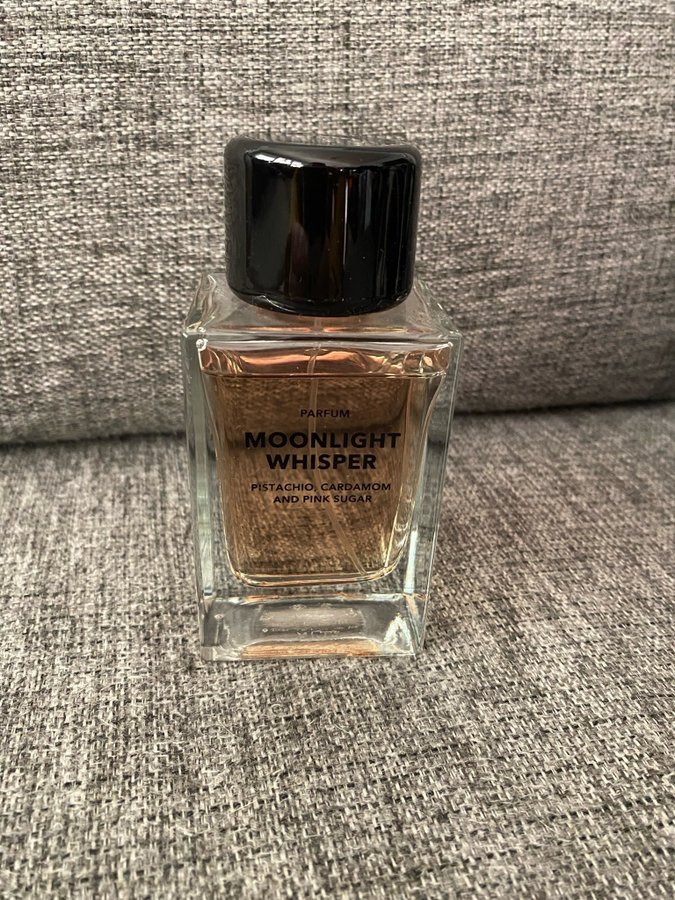 PARFUM
MOONLIGHT
WHISPER
PISTACHIO, CARDAMOM
AND PINK SUGAR